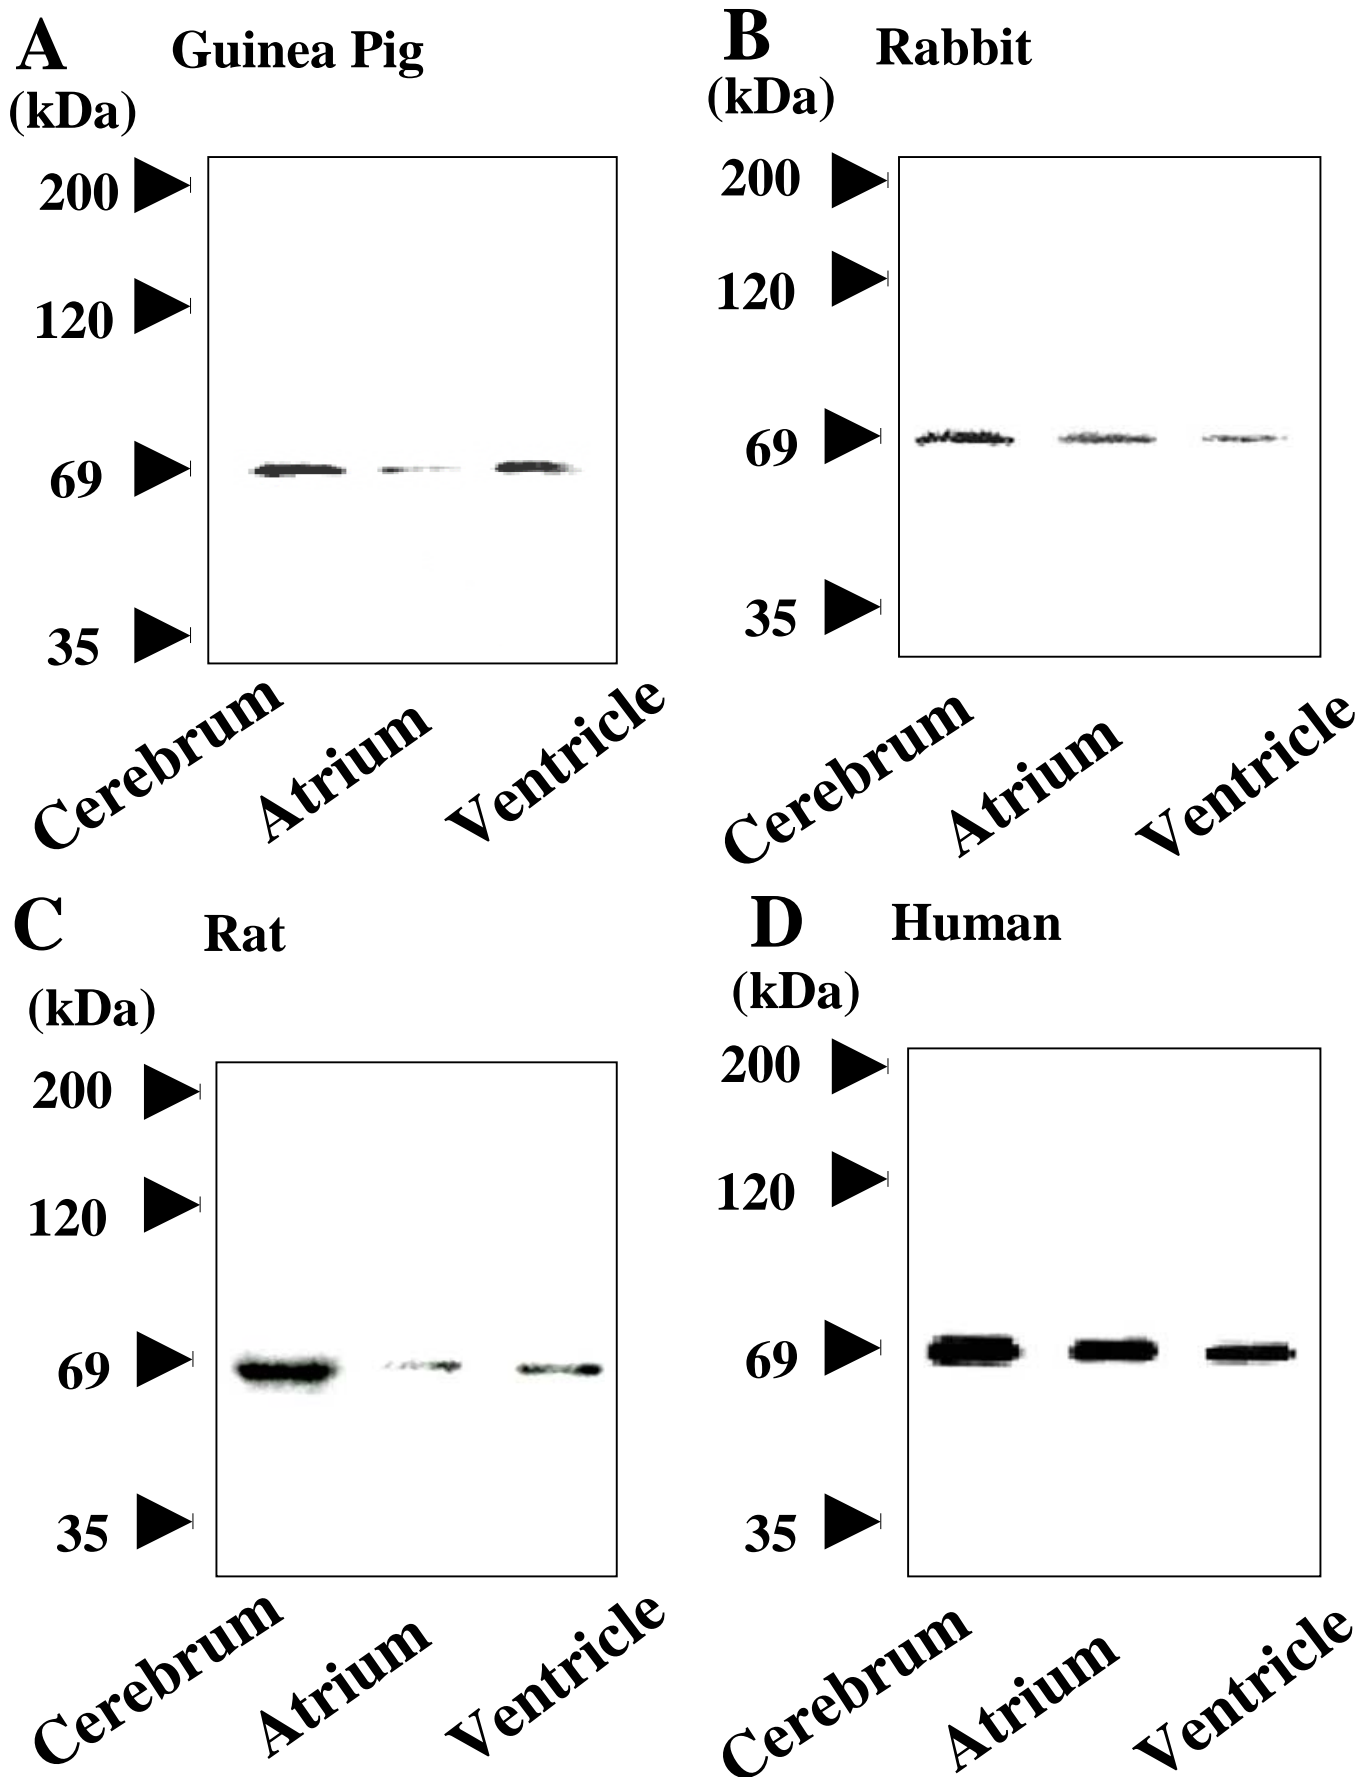 A Guinea Pig
(kDa)
200
120
69
35
Cerebrum Atrium Ventricle
B Rabbit
(kDa)
200
120
69
35
Cerebrum Atrium Ventricle
C Rat
(kDa)
200
120
69
35
Cerebrum Atrium Ventricle
D Human
(kDa)
200
120
69
35
Cerebrum Atrium Ventricle